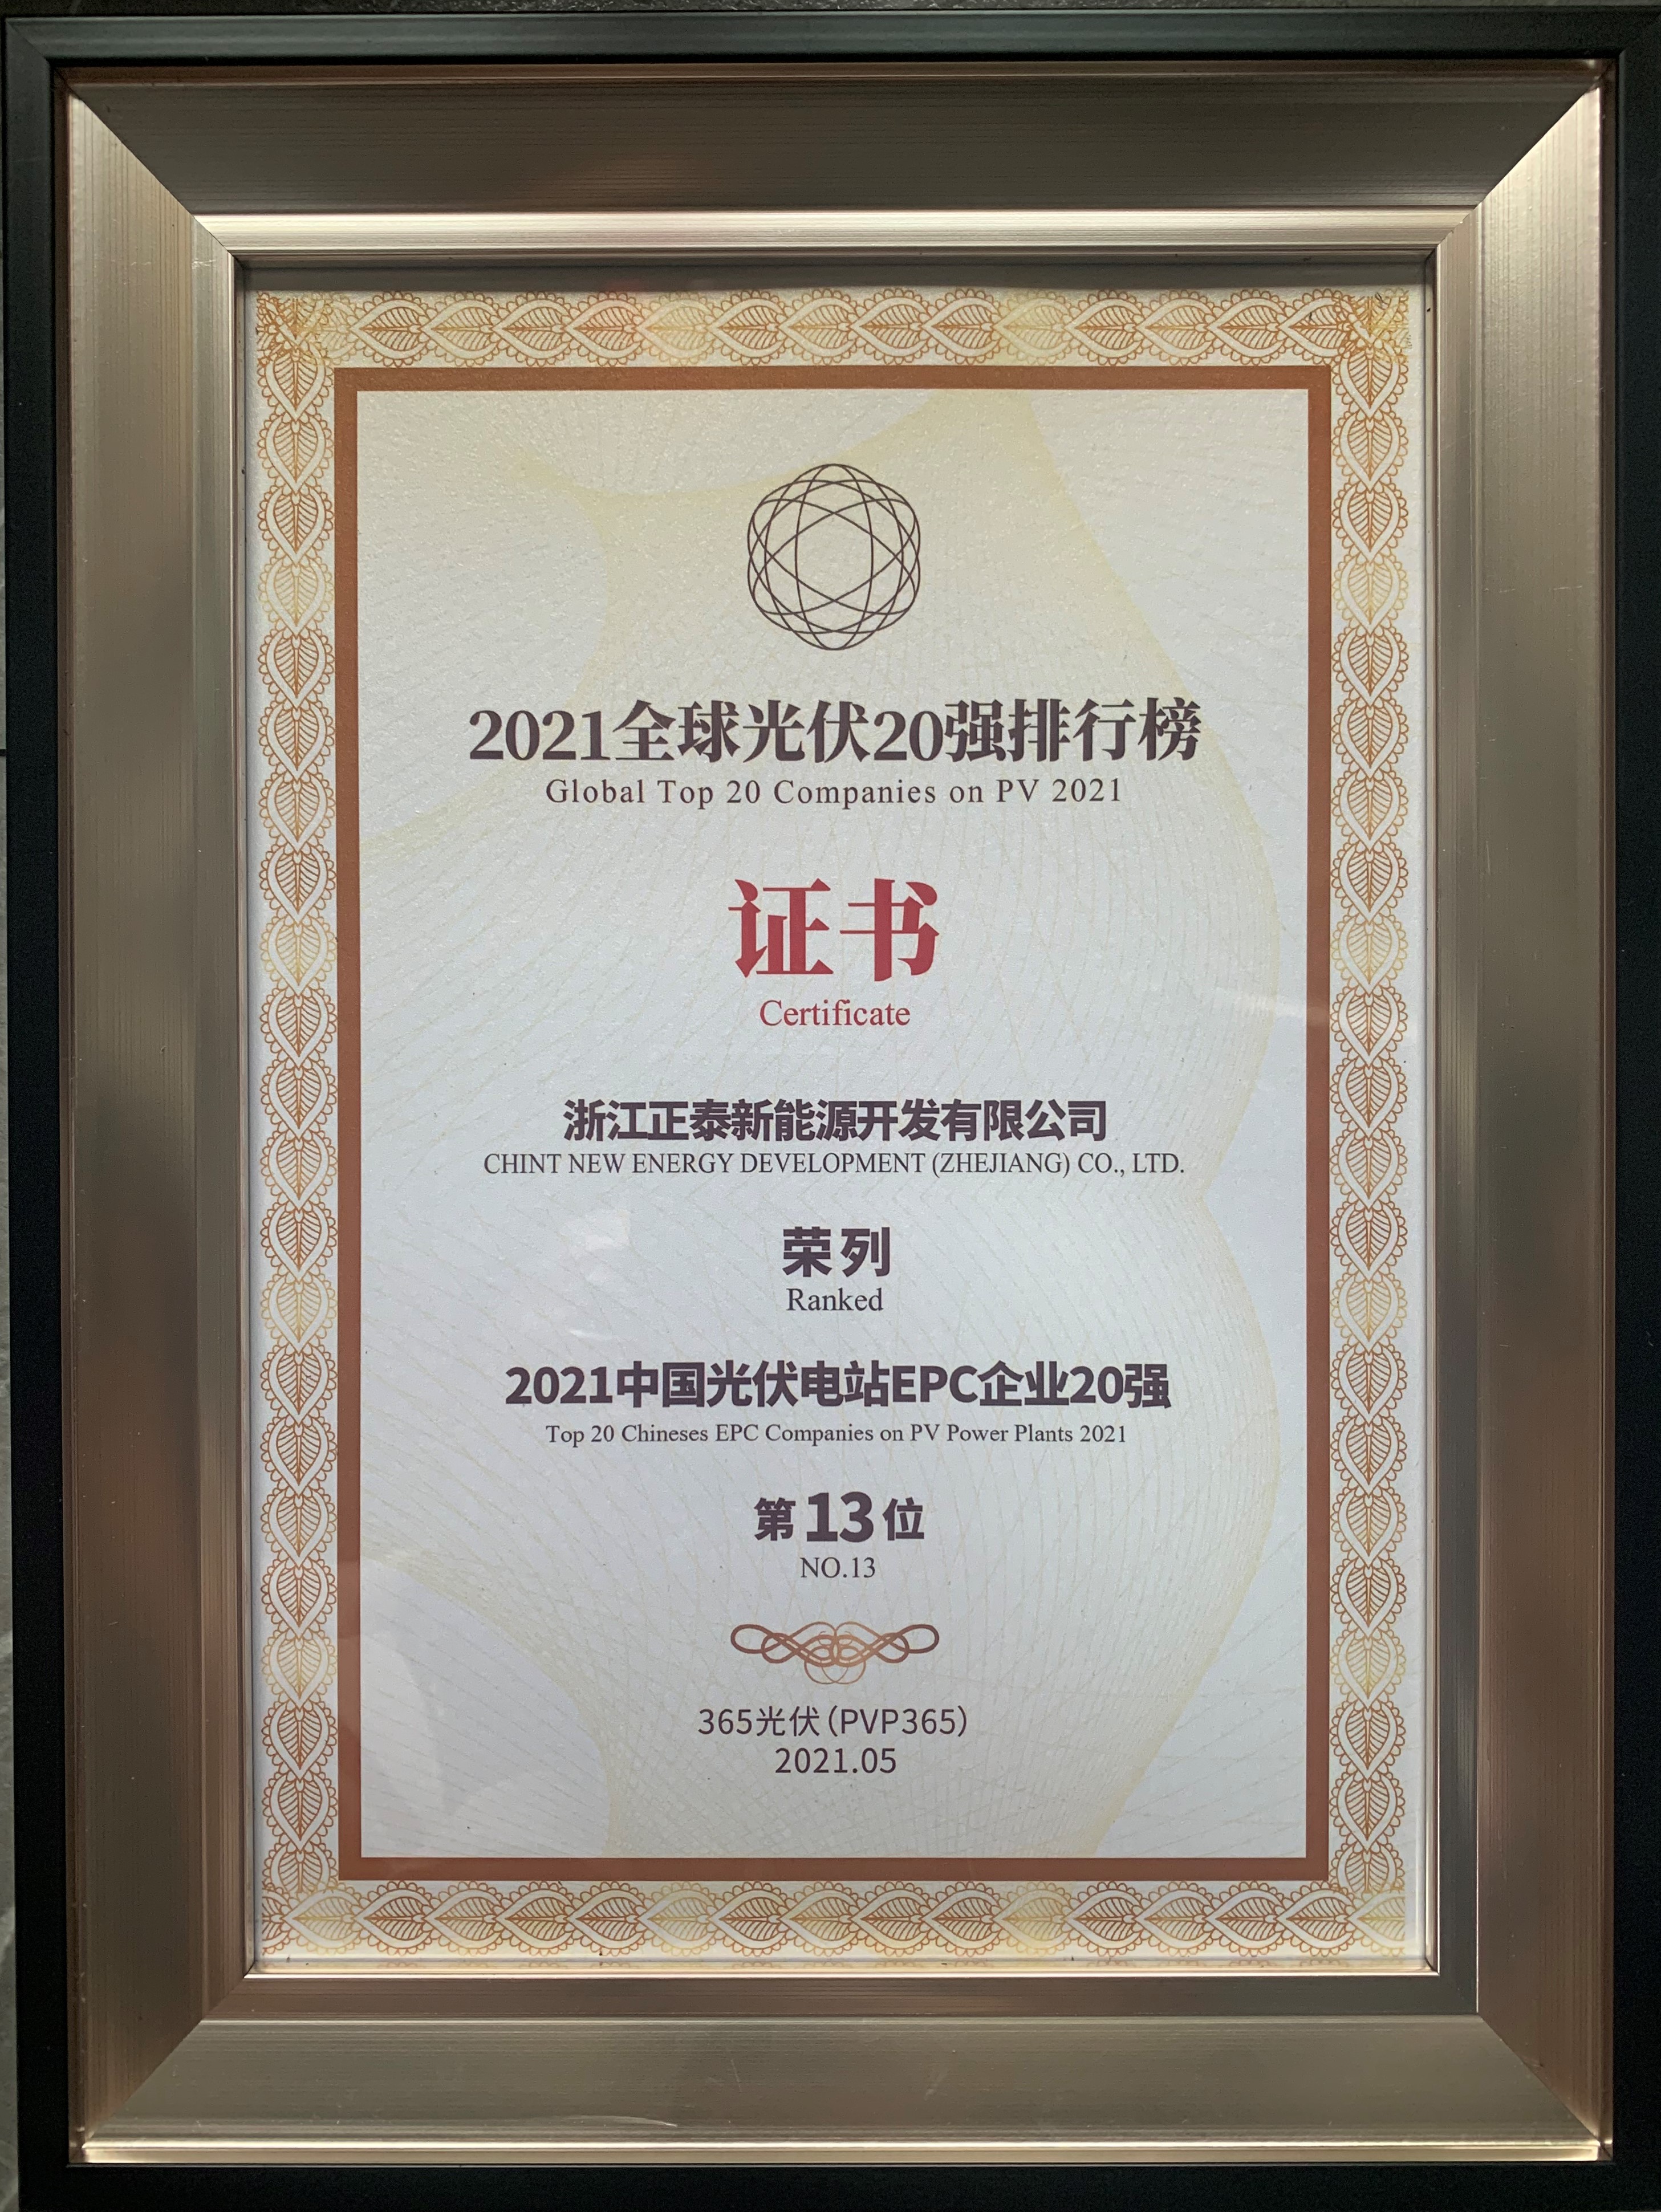 2021全球光伏20强排行榜
Global Top 20 Companies on PV 2021
证书
Certificate
浙江正泰新能源开发有限公司
CHINT NEW ENERGY DEVELOPMENT (ZHEJIANG) CO., LTD.
荣列
Ranked
2021中国光伏电站EPC企业20强
Top 20 Chineses EPC Companies on PV Power Plants 2021
第13位
NO.13
365光伏(PVP365)
2021.05